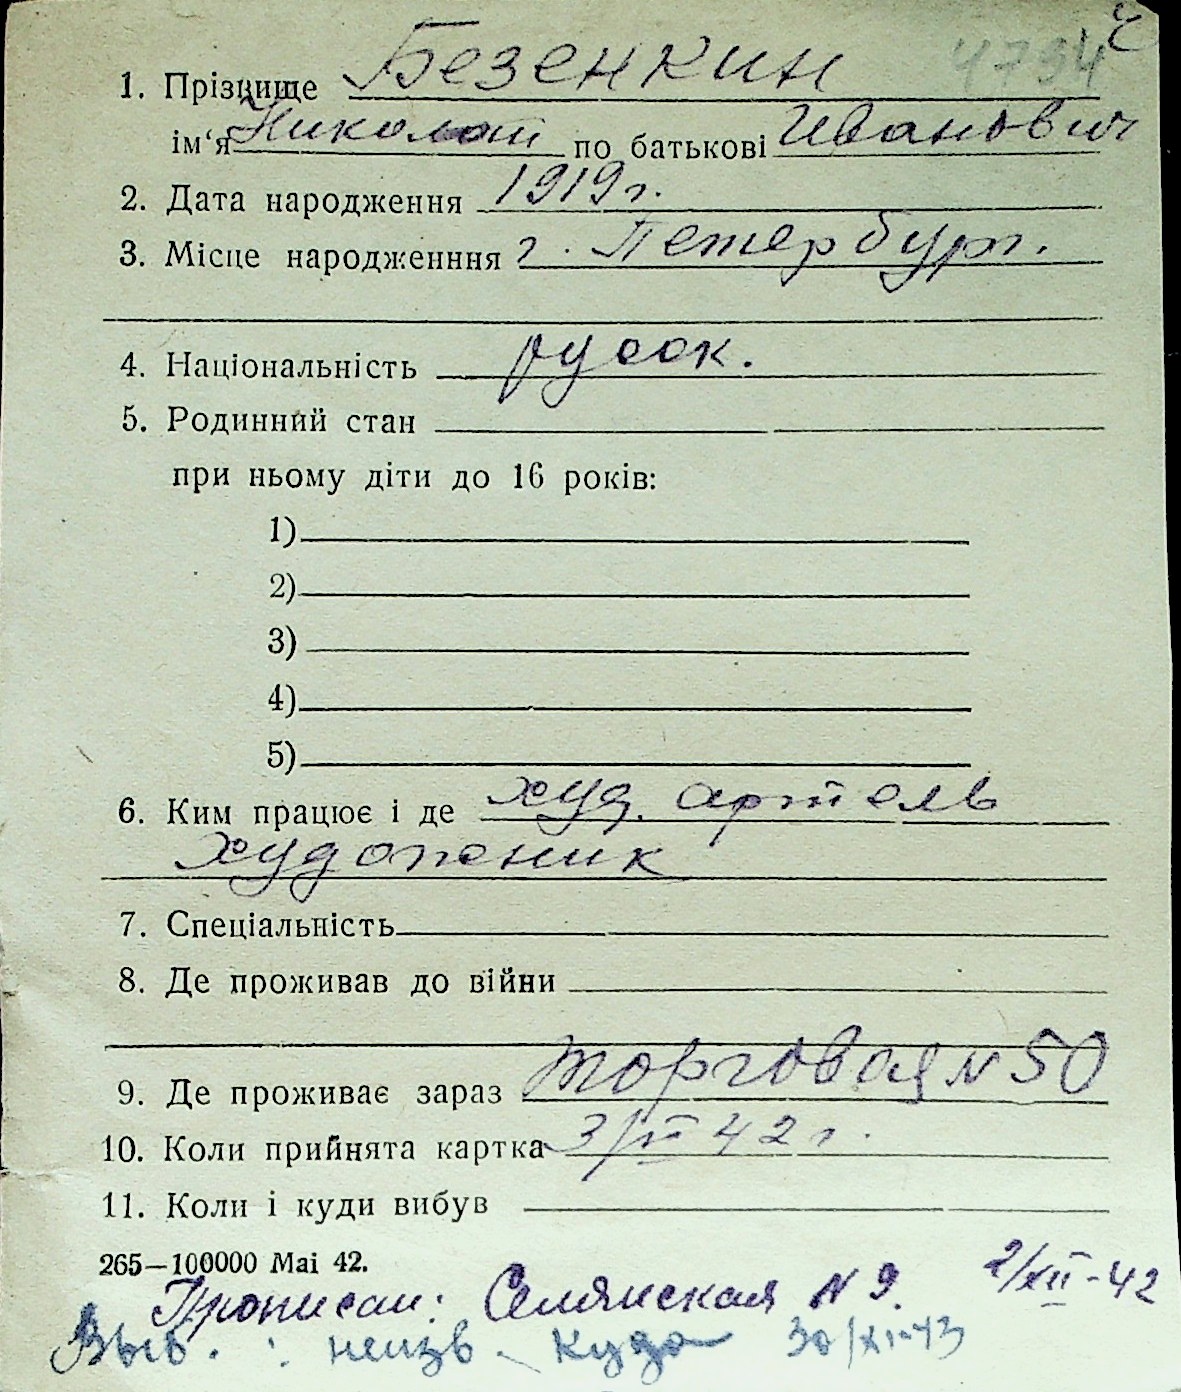 4734
1. Прізвище Безенкин
ім'я Николай по батькові Иванович
2. Дата народження 1919 г.
3. Місце народженння г. Петербург.
4. Національність русск.
5. Родинний стан
при ньому діти до 16 років:
1)
2)
3)
4)
5)
6. Ким працює і де худ. артель
художник
7. Спеціальність
8. Де проживав до війни
9. Де проживає зараз Торговая N 50
10. Коли прийнята картка 3/III 42 г.
11. Коли і куди вибув
265—100000 Mai 42.
Прописан: Селянская N 9. 2/XII-42
Выб. : неизв. куда 30/XI-43